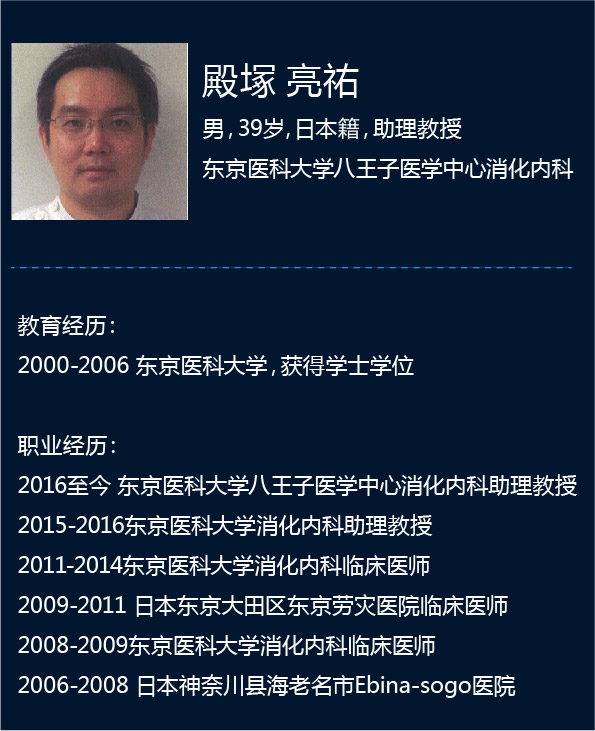 殿塚 亮祐
男，39岁，日本籍，助理教授
东京医科大学八王子医学中心消化内科
教育经历：
2000-2006 东京医科大学，获得学士学位
职业经历：
2016至今 东京医科大学八王子医学中心消化内科助理教授
2015-2016东京医科大学消化内科助理教授
2011-2014东京医科大学消化内科临床医师
2009-2011 日本东京大田区东京劳灾医院临床医师
2008-2009东京医科大学消化内科临床医师
2006-2008 日本神奈川县海老名市Ebina-sogo医院